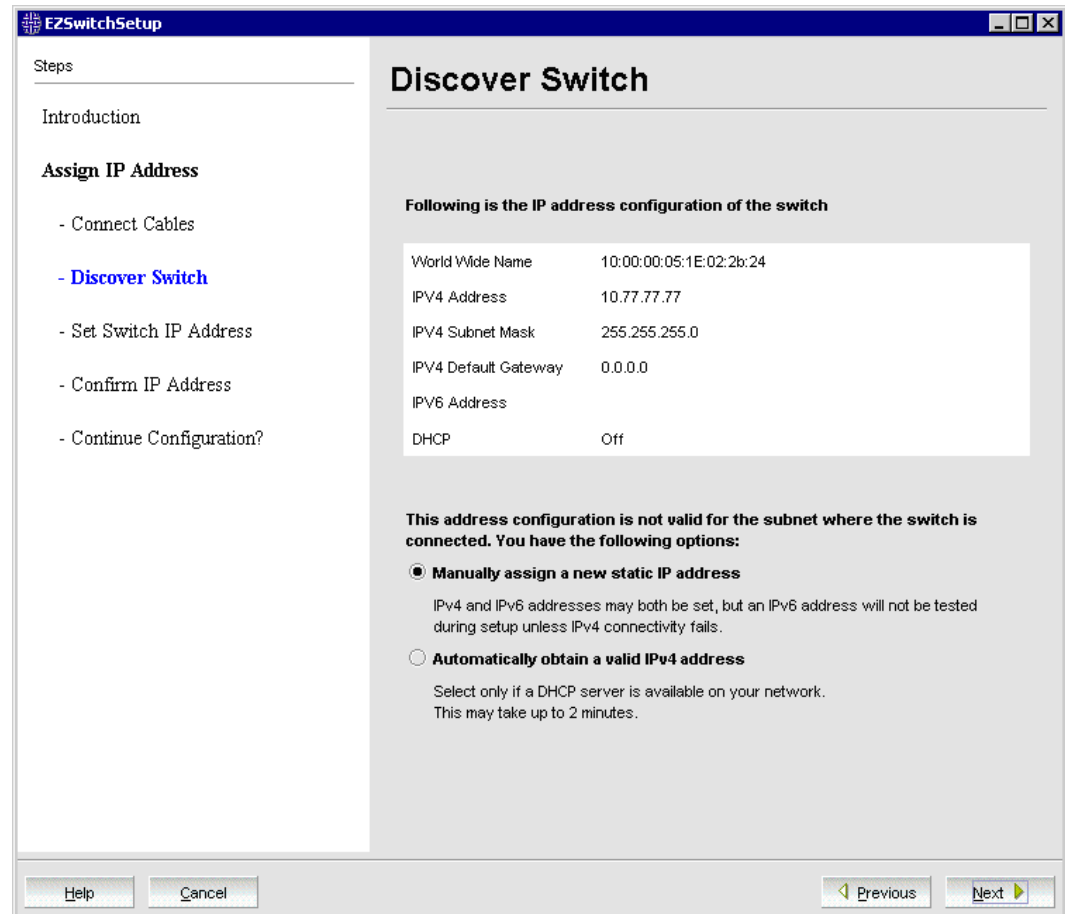 EZSwitchSetup
Steps
Introduction
Assign IP Address
- Connect Cables
- Discover Switch
- Set Switch IP Address
- Confirm IP Address
- Continue Configuration?
Discover Switch
Following is the IP address configuration of the switch
World Wide Name 10:00:00:05:1E:02:2b:24
IPV4 Address 10.77.77.77
IPV4 Subnet Mask 255.255.255.0
IPV4 Default Gateway 0.0.0.0
IPV6 Address
DHCP Off
This address configuration is not valid for the subnet where the switch is
connected. You have the following options:
Manually assign a new static IP address
IPv4 and IPv6 addresses may both be set, but an IPv6 address will not be tested
during setup unless IPv4 connectivity fails.
Automatically obtain a valid IPv4 address
Select only if a DHCP server is available on your network.
This may take up to 2 minutes.
Help
Cancel
Previous
Next